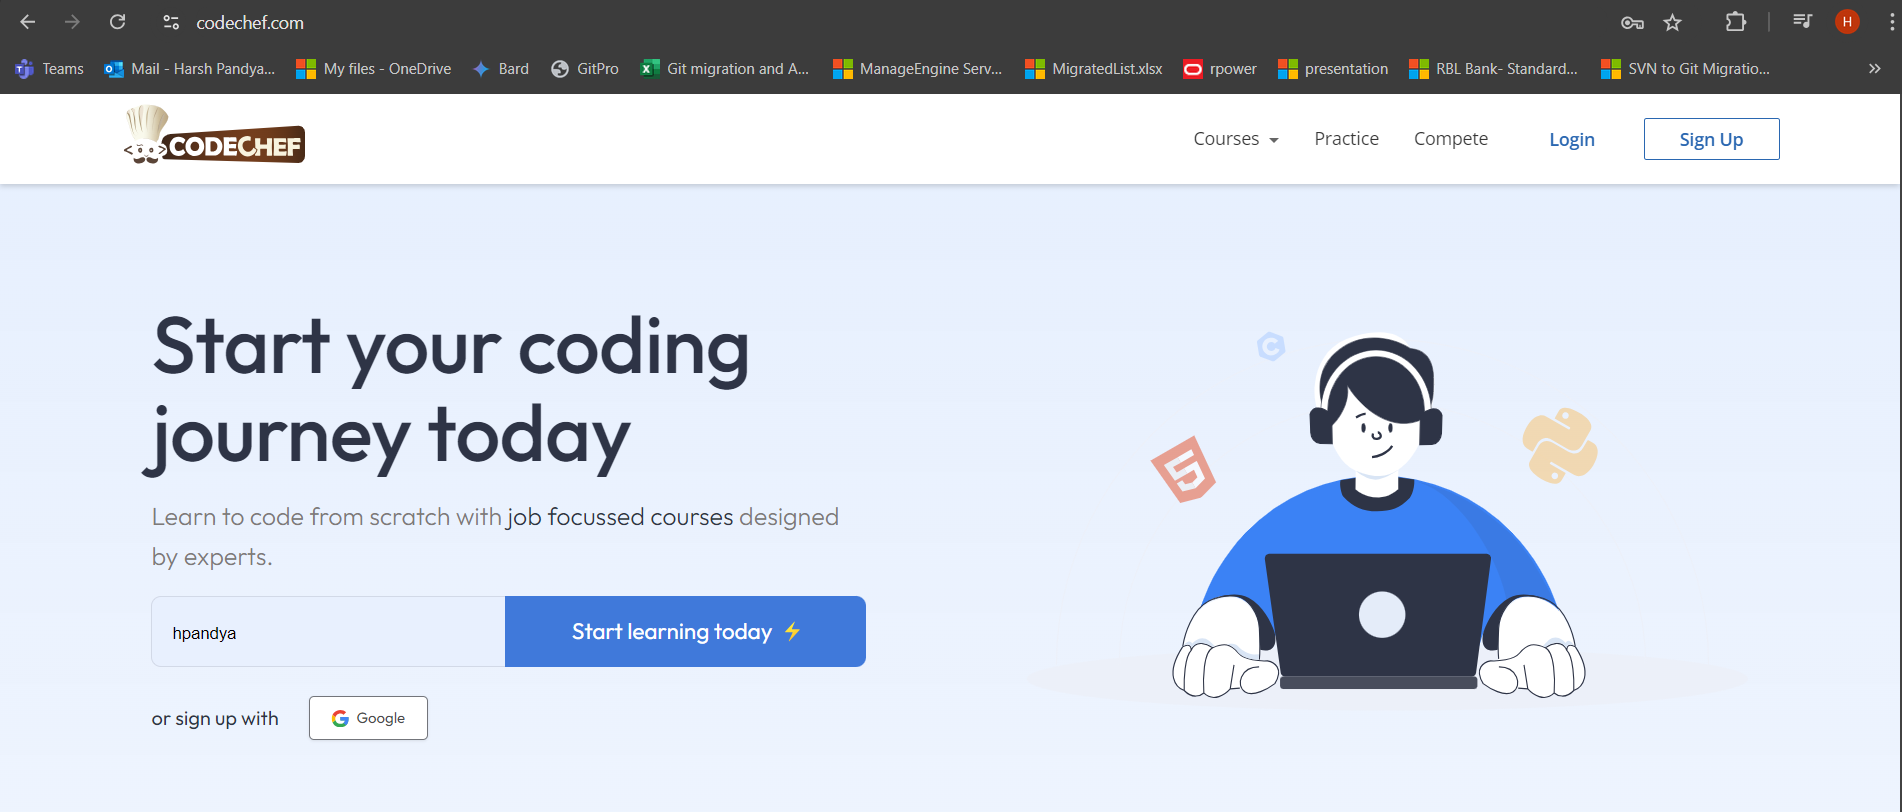 codechef.com
H
Teams
Mail - Harsh Pandya...
My files - OneDrive
Bard
GitPro
Git migration and A...
ManageEngine Serv...
MigratedList.xlsx
rpower
presentation
RBL Bank- Standard...
SVN to Git Migratio...
CODECHEF
Courses
Practice
Compete
Login
Sign Up
Start your coding
journey today
Learn to code from scratch with job focussed courses designed
by experts.
hpandya
Start learning today ⚡
or sign up with
Google
C
5